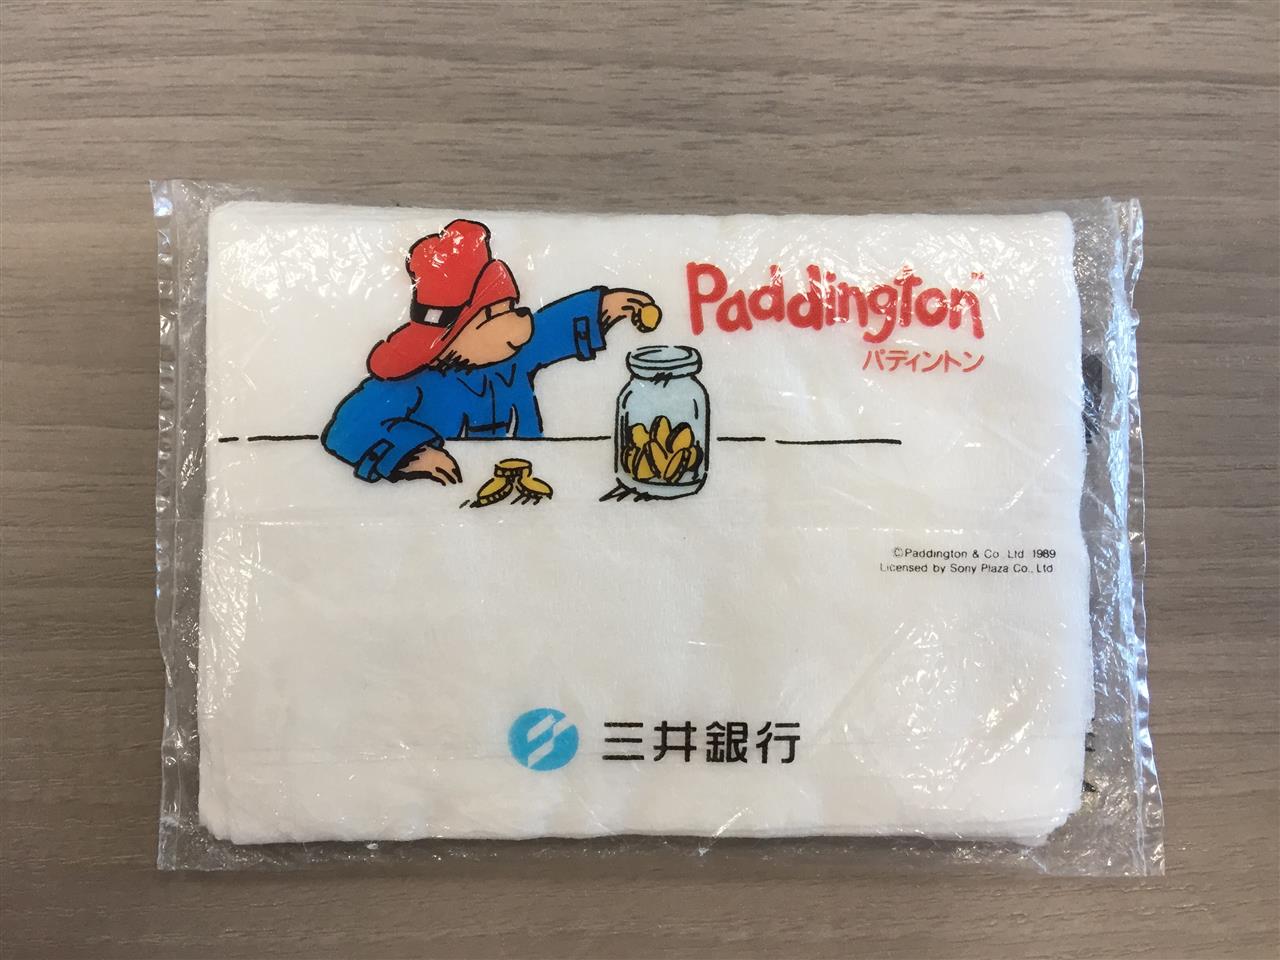 Paddington™
パディントン
©Paddington & Co. Ltd. 1989
Licensed by Sony Plaza Co., Ltd
三井銀行